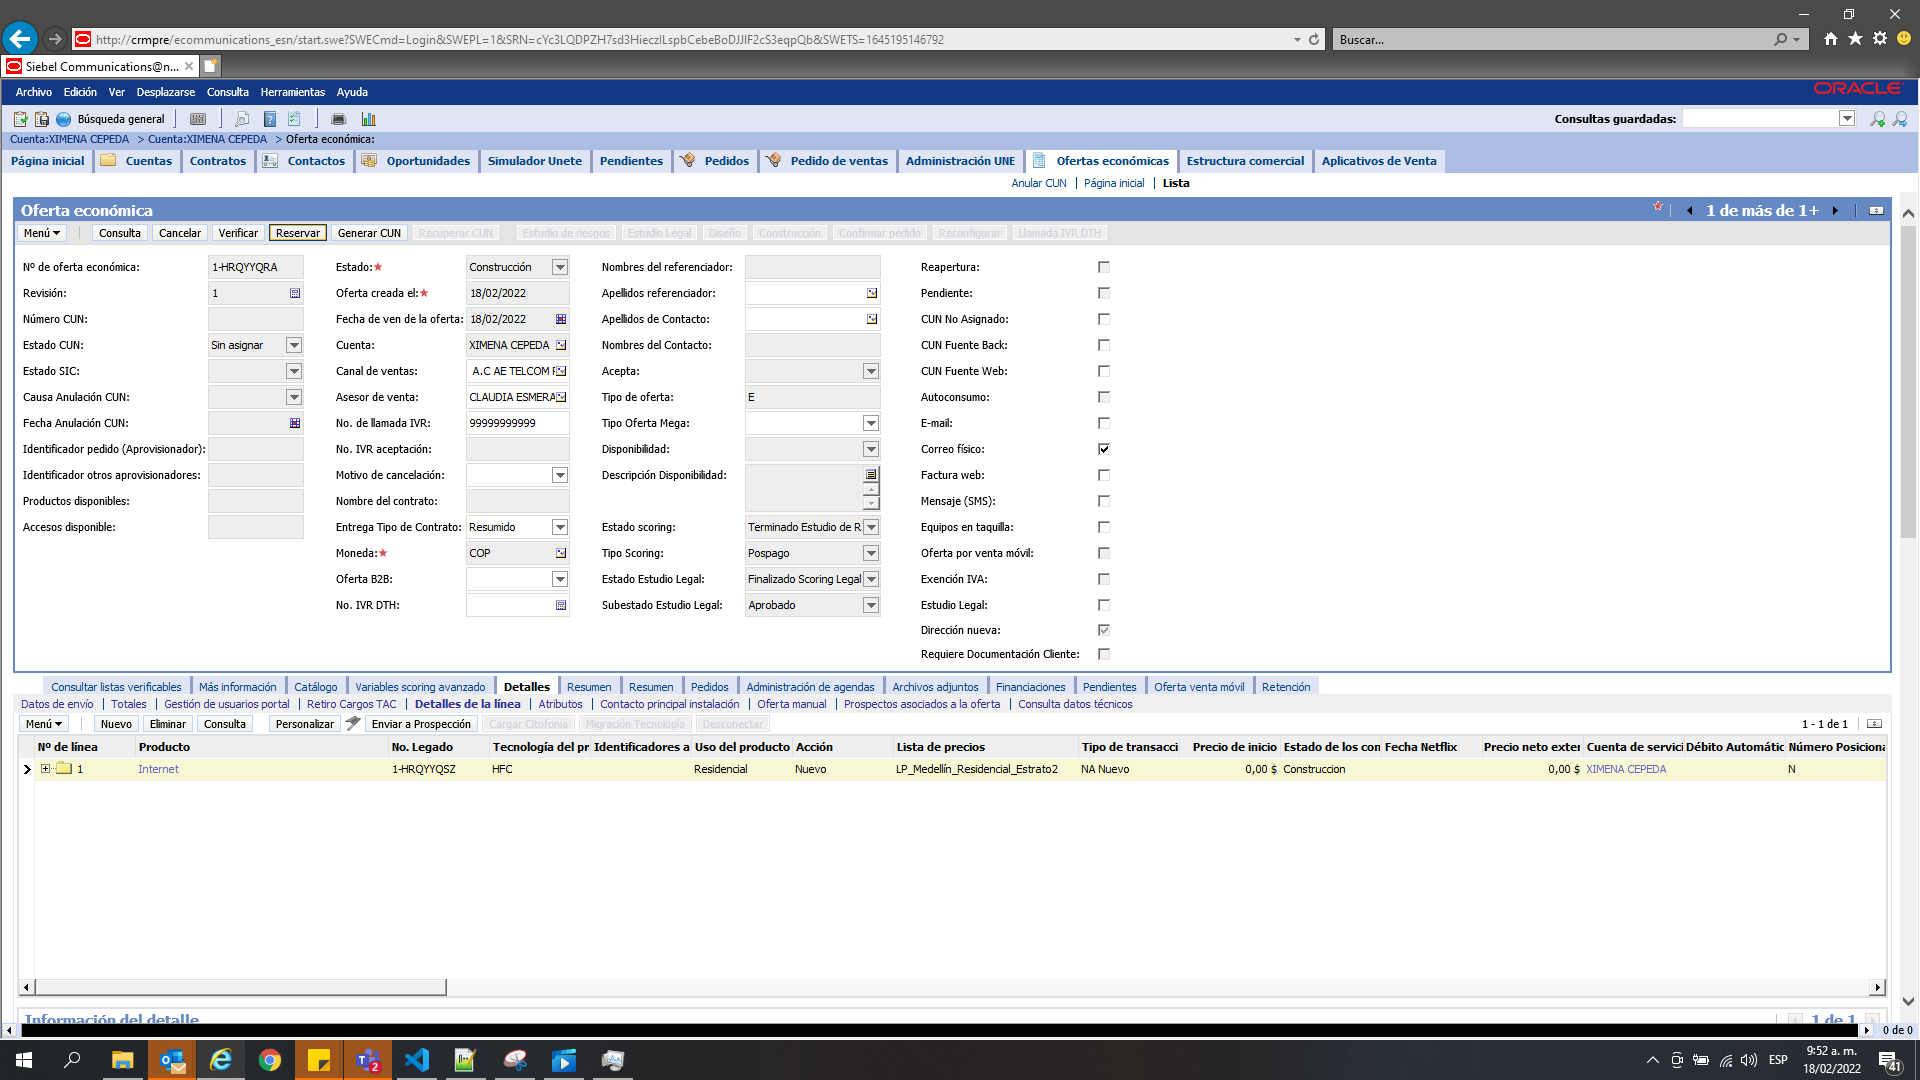 http://crmpre/ecommunications_esn/start.swe?SWECmd=Login&SWEPL=1&SRN=cYc3LQDPZH7sd3HieczlLspbCebeBoDJJIF2cS3eqpQb&SWETS=1645195146792 Buscar...
Siebel Communications@n...
Archivo Edición Ver Desplazarse Consulta Herramientas Ayuda ORACLE
Búsqueda general Consultas guardadas:
Cuenta:XIMENA CEPEDA > Cuenta:XIMENA CEPEDA > Oferta económica:
Página inicial Cuentas Contratos Contactos Oportunidades Simulador Unete Pendientes Pedidos Pedido de ventas Administración UNE Ofertas económicas Estructura comercial Aplicativos de Venta
Anular CUN Página inicial Lista
Oferta económica 1 de más de 1+
Menú Consulta Cancelar Verificar Reservar Generar CUN Recuperar CUN Estudio de riesgos Estudio Legal Diseño Construcción Confirmar pedido Reconfigurar Llamada IVR DTH
Nº de oferta económica: 1-HRQYYQRA Estado: Construcción Nombres del referenciador: Reapertura:
Revisión: 1 Oferta creada el: 18/02/2022 Apellidos referenciador: Pendiente:
Número CUN: Fecha de ven de la oferta: 18/02/2022 Apellidos de Contacto: CUN No Asignado:
Estado CUN: Sin asignar Cuenta: XIMENA CEPEDA Nombres del Contacto: CUN Fuente Back:
Estado SIC: Canal de ventas: A.C AE TELCOM Acepta: CUN Fuente Web:
Causa Anulación CUN: Asesor de venta: CLAUDIA ESMERA Tipo de oferta: E Autoconsumo:
Fecha Anulación CUN: No. de llamada IVR: 99999999999 Tipo Oferta Mega: E-mail:
Identificador pedido (Aprovisionador): No. IVR aceptación: Disponibilidad: Correo físico:
Identificador otros aprovisionadores: Motivo de cancelación: Descripción Disponibilidad: Factura web:
Productos disponibles: Nombre del contrato: Mensaje (SMS):
Accesos disponible: Entrega Tipo de Contrato: Resumido Estado scoring: Terminado Estudio de R Equipos en taquilla:
Moneda: COP Tipo Scoring: Pospago Oferta por venta móvil:
Oferta B2B: Estado Estudio Legal: Finalizado Scoring Legal Exención IVA:
No. IVR DTH: Subestado Estudio Legal: Aprobado Estudio Legal:
Dirección nueva:
Requiere Documentación Cliente:
Consultar listas verificables Más información Catálogo Variables scoring avanzado Detalles Resumen Resumen Pedidos Administración de agendas Archivos adjuntos Financiaciones Pendientes Oferta venta móvil Retención
Datos de envío Totales Gestión de usuarios portal Retiro Cargos TAC Detalles de la línea Atributos Contacto principal instalación Oferta manual Prospectos asociados a la oferta Consulta datos técnicos
Menú Nuevo Eliminar Consulta Personalizar Enviar a Prospección Cargar Citofonía Migración Tecnología Desconectar 1 - 1 de 1
Nº de línea Producto No. Legado Tecnología del pr Identificadores a Uso del producto Acción Lista de precios Tipo de transacci Precio de inicio Estado de los con Fecha Netflix Precio neto exter Cuenta de servici Débito Automátic Número Posiciona
1 Internet 1-HRQYYQSZ HFC Residencial Nuevo LP_Medellín_Residencial_Estrato2 NA Nuevo 0,00 $ Construccion 0,00 $ XIMENA CEPEDA N
Información del detalle 1 de 1
0 de 0
2 ESP 9:52 a. m.
18/02/2022 41